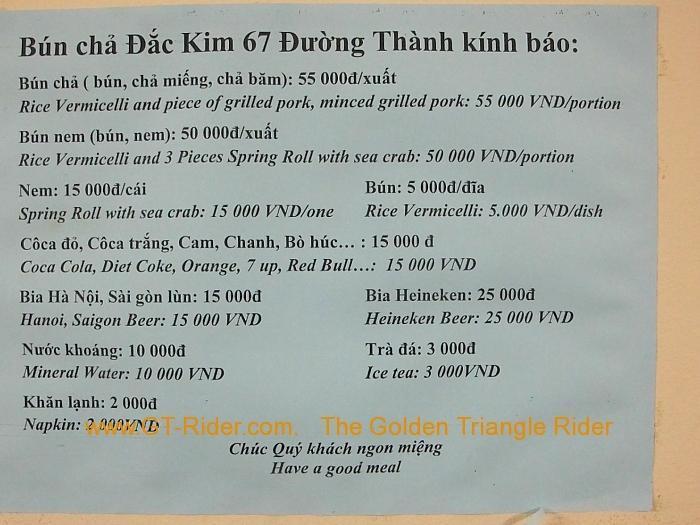 Bún chả Đắc Kim 67 Đường Thành kính báo:
Bún chả ( bún, chả miếng, chả băm): 55 000đ/xuất
Rice Vermicelli and piece of grilled pork, minced grilled pork: 55 000 VND/portion
Bún nem (bún, nem): 50 000đ/xuất
Rice Vermicelli and 3 Pieces Spring Roll with sea crab: 50 000 VND/portion
Nem: 15 000đ/cái
Spring Roll with sea crab: 15 000 VND/one
Bún: 5 000đ/đĩa
Rice Vermicelli: 5.000 VND/dish
Côca đỏ, Côca trắng, Cam, Chanh, Bò húc… : 15 000 đ
Coca Cola, Diet Coke, Orange, 7 up, Red Bull…: 15 000 VND
Bia Hà Nội, Sài gòn lùn: 15 000đ
Hanoi, Saigon Beer: 15 000 VND
Bia Heineken: 25 000đ
Heineken Beer: 25 000 VND
Nước khoáng: 10 000đ
Mineral Water: 10 000 VND
Trà đá: 3 000đ
Ice tea: 3 000VND
Khăn lạnh: 2 000đ
Napkin: 2 000VNĐ
www.GT-Rider.com. The Golden Triangle Rider
Chúc Quý khách ngon miệng
Have a good meal